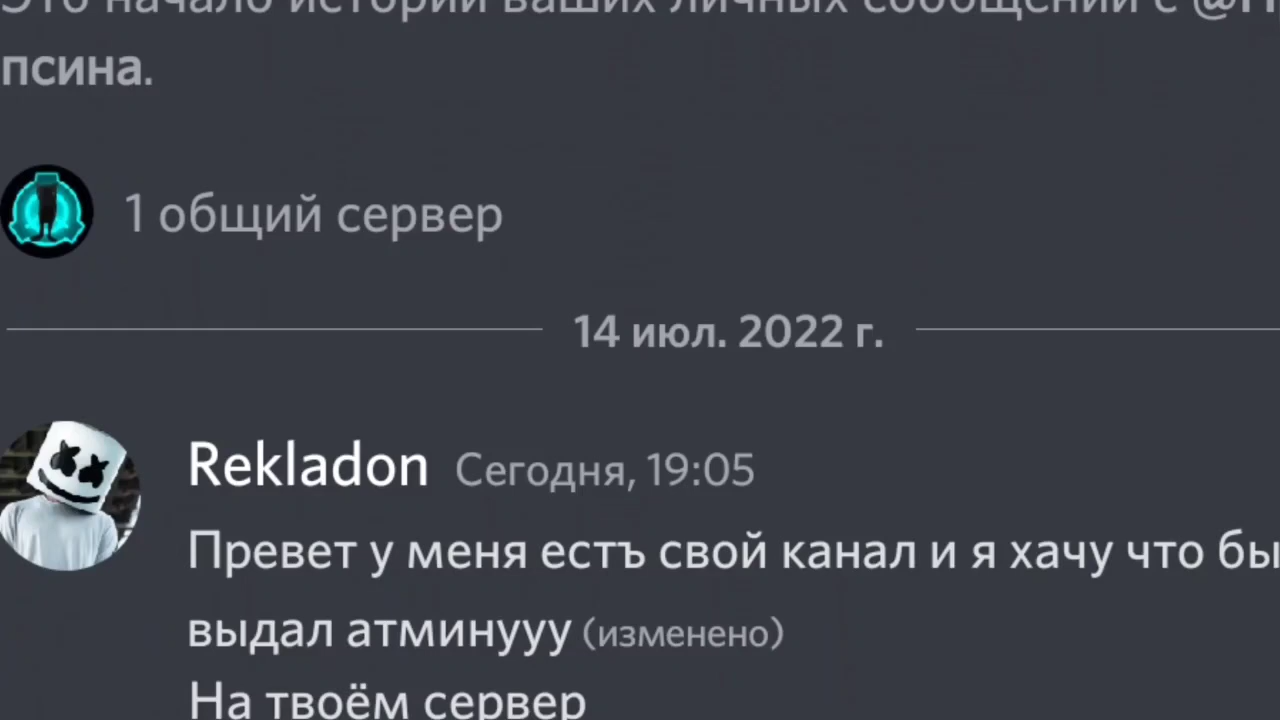 Это начало истории ваших личных сообщений с
псина.
1 общий сервер
14 июл. 2022 г.
Rekladon Сегодня, 19:05
Превет у меня естъ свой канал и я хачу что бы
выдал атминууу (изменено)
На твоём сервер